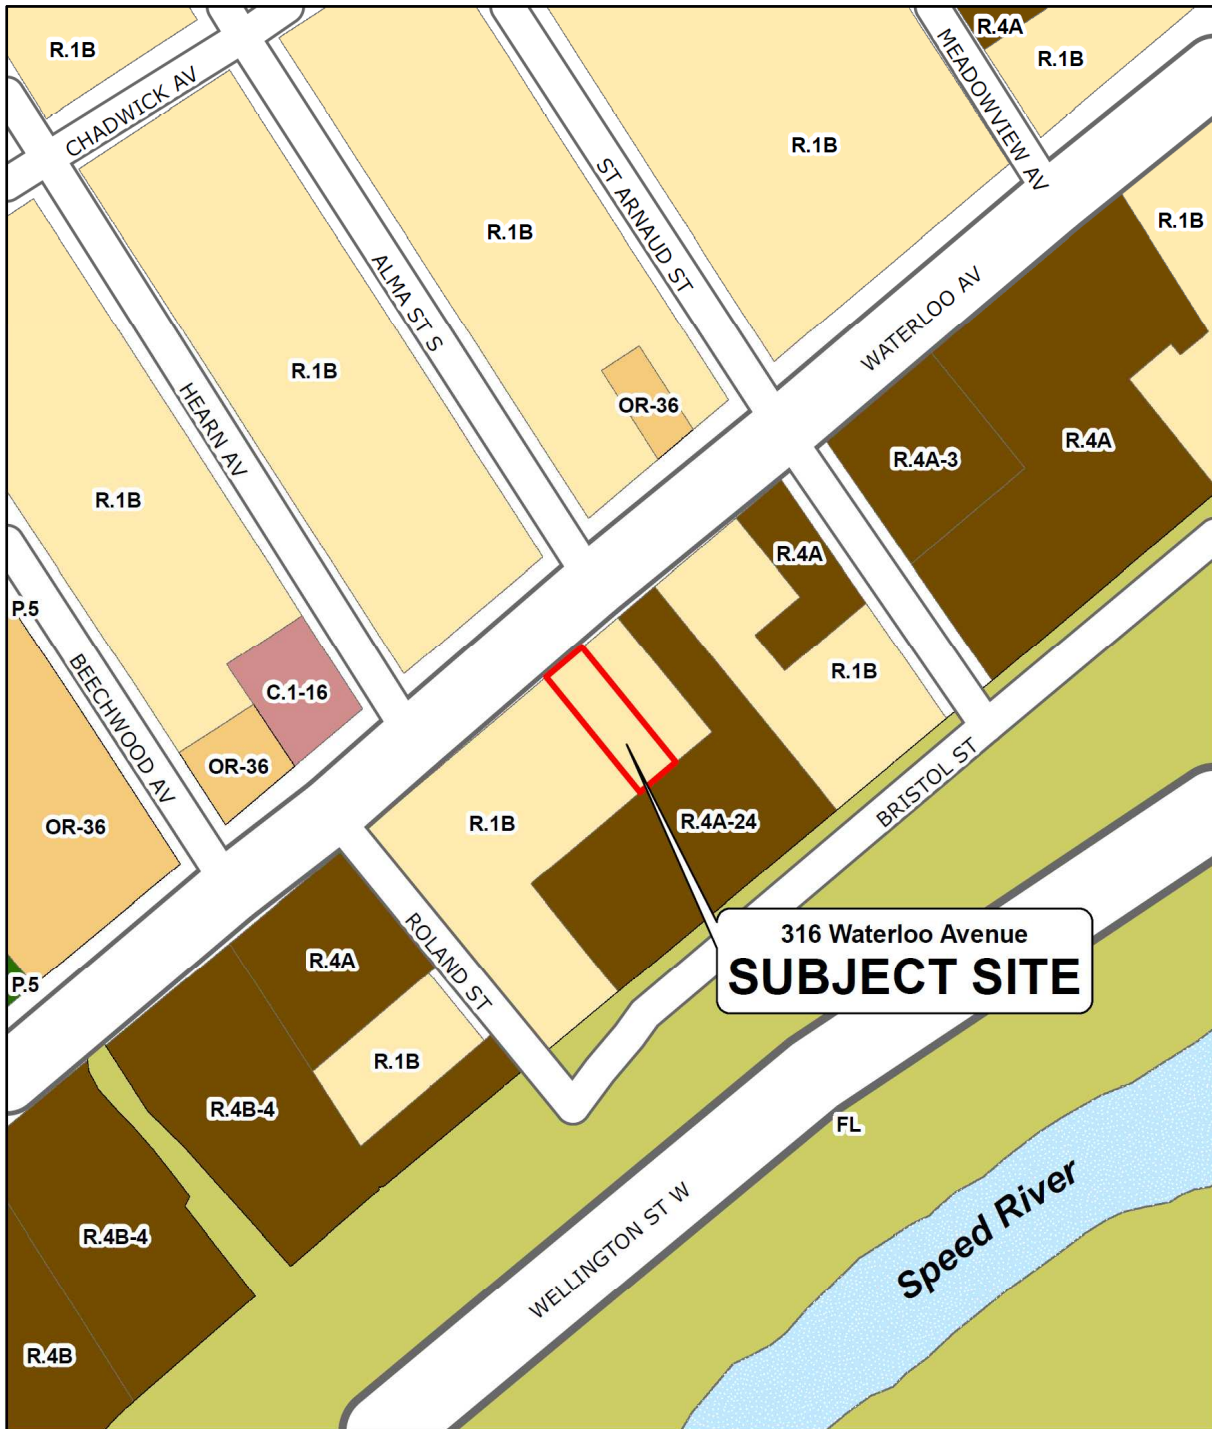 R.1B
R.4A
R.1B
CHADWICK AV
MEADOWVIEW AV
R.1B
ST ARNAUD ST
R.1B
R.1B
ALMA ST S
WATERLOO AV
R.1B
HEARN AV
OR-36
R.4A-3
R.4A
R.1B
R.4A
P.5
BEECHWOOD AV
C.1-16
R.1B
OR-36
OR-36
R.1B
R.4A-24
BRISTOL ST
316 Waterloo Avenue
SUBJECT SITE
R.4A
ROLAND ST
P.5
R.1B
R.4B-4
FL
R.4B-4
WELLINGTON ST W
Speed River
R.4B